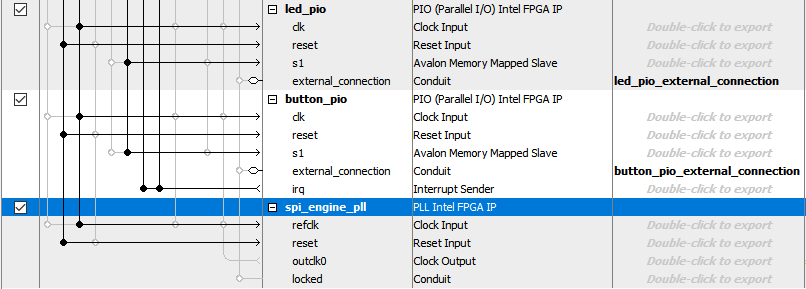 led_pio PIO (Parallel I/O) Intel FPGA IP
clk Clock Input Double-click to export
reset Reset Input Double-click to export
s1 Avalon Memory Mapped Slave Double-click to export
external_connection Conduit led_pio_external_connection
button_pio PIO (Parallel I/O) Intel FPGA IP
clk Clock Input Double-click to export
reset Reset Input Double-click to export
s1 Avalon Memory Mapped Slave Double-click to export
external_connection Conduit button_pio_external_connection
irq Interrupt Sender Double-click to export
spi_engine_pll PLL Intel FPGA IP
refclk Clock Input Double-click to export
reset Reset Input Double-click to export
outclk0 Clock Output Double-click to export
locked Conduit Double-click to export